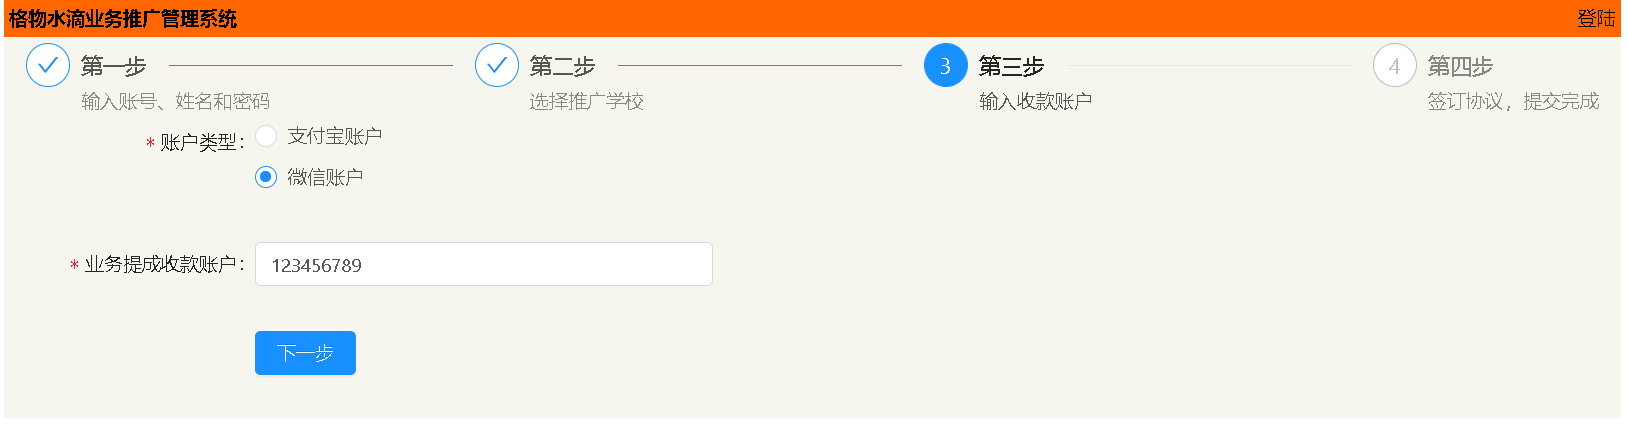 格物水滴业务推广管理系统 登陆
第一步 第二步 3 第三步 4 第四步
输入账号、姓名和密码 选择推广学校 输入收款账户 签订协议，提交完成
* 账户类型: 支付宝账户
微信账户
* 业务提成收款账户: 123456789
下一步